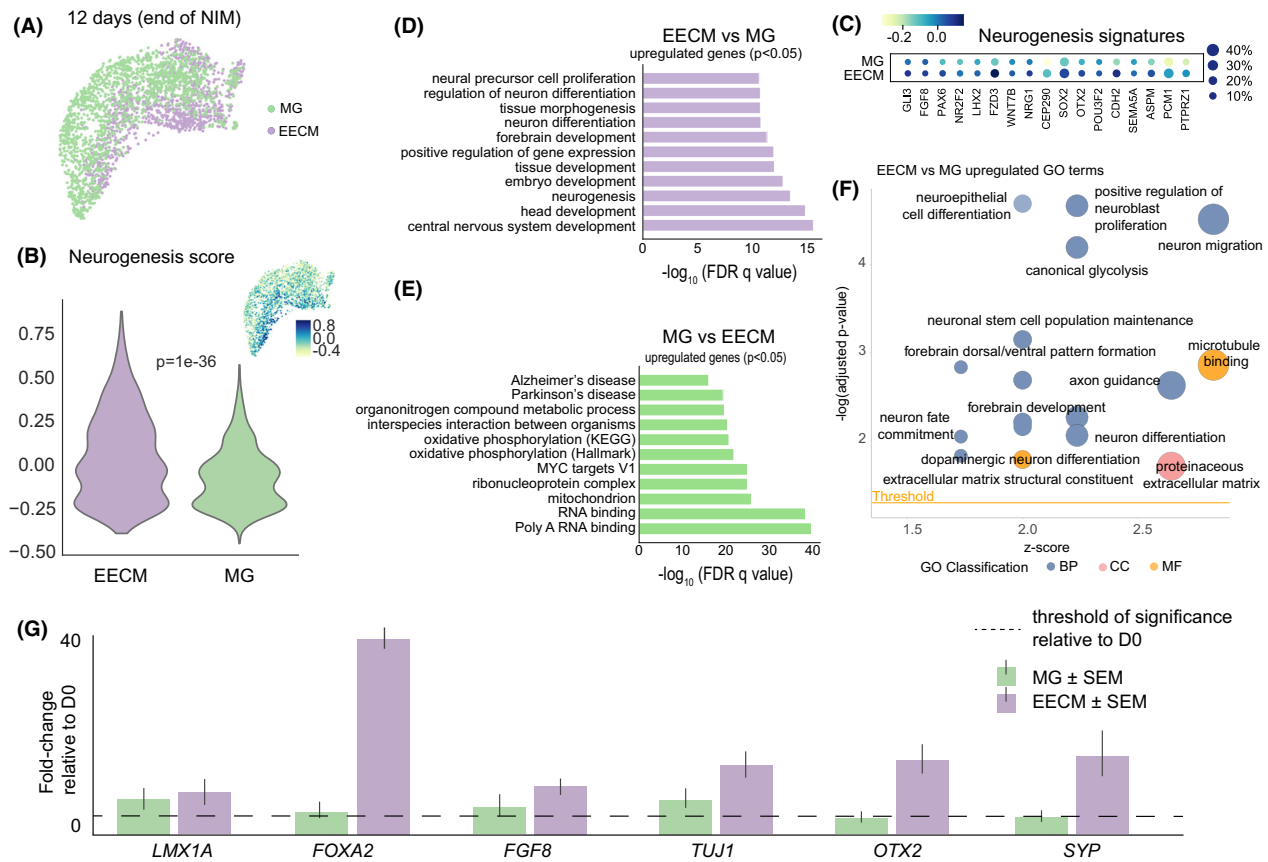 (A)
12 days (end of NIM)
MG
EECM
(B)
Neurogenesis score
0.75
0.50
0.25
0.00
−0.25
−0.50
p=1e-36
0.8
0.0
-0.4
EECM
MG
(C)
-0.2
0.0
Neurogenesis signatures
MG
EECM
GLI3
FGF8
PAX6
NR2F2
LHX2
FZD3
WNT7B
NRG1
CEP290
SOX2
OTX2
POU3F2
CDH2
SEMA5A
ASPM
PCM1
PTPRZ1
40%
30%
20%
10%
(D)
EECM vs MG
upregulated genes (p<0.05)
neural precursor cell proliferation
regulation of neuron differentiation
tissue morphogenesis
neuron differentiation
forebrain development
positive regulation of gene expression
tissue development
embryo development
neurogenesis
head development
central nervous system development
0
5
10
15
-log10 (FDR q value)
(E)
MG vs EECM
upregulated genes (p<0.05)
Alzheimer's disease
Parkinson's disease
organonitrogen compound metabolic process
interspecies interaction between organisms
oxidative phosphorylation (KEGG)
oxidative phosphorylation (Hallmark)
MYC targets V1
ribonucleoprotein complex
mitochondrion
RNA binding
Poly A RNA binding
0
10
20
30
40
-log10 (FDR q value)
(F)
EECM vs MG upregulated GO terms
neuroepithelial
cell differentiation
positive regulation of
neuroblast
proliferation
neuron migration
canonical glycolysis
neuronal stem cell population maintenance
forebrain dorsal/ventral pattern formation
microtubule
binding
axon guidance
forebrain development
neuron fate
commitment
neuron differentiation
dopaminergic neuron differentiation
proteinaceous
extracellular matrix structural constituent
extracellular matrix
Threshold
-log(adjusted p-value)
4
3
2
1.5
2.0
2.5
z-score
GO Classification
BP
CC
MF
(G)
40
0
Fold-change
relative to D0
threshold of significance
relative to D0
MG ± SEM
EECM ± SEM
LMX1A
FOXA2
FGF8
TUJ1
OTX2
SYP